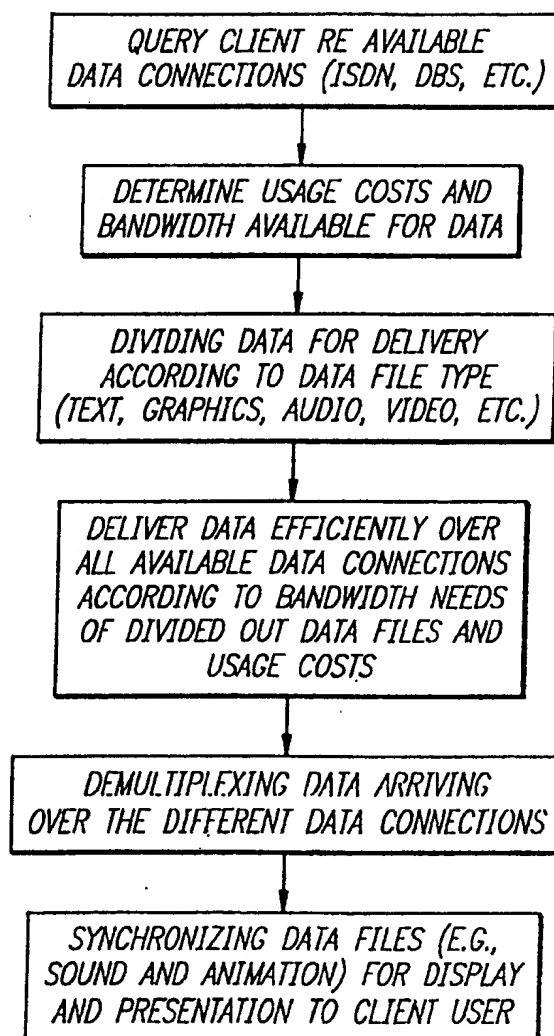 QUERY CLIENT RE AVAILABLE
DATA CONNECTIONS (ISDN, DBS, ETC.)
DETERMINE USAGE COSTS AND
BANDWIDTH AVAILABLE FOR DATA
DIVIDING DATA FOR DELIVERY
ACCORDING TO DATA FILE TYPE
(TEXT, GRAPHICS, AUDIO, VIDEO, ETC.)
DELIVER DATA EFFICIENTLY OVER
ALL AVAILABLE DATA CONNECTIONS
ACCORDING TO BANDWIDTH NEEDS
OF DIVIDED OUT DATA FILES AND
USAGE COSTS
DEMULTIPLEXING DATA ARRIVING
OVER THE DIFFERENT DATA CONNECTIONS
SYNCHRONIZING DATA FILES (E.G.,
SOUND AND ANIMATION) FOR DISPLAY
AND PRESENTATION TO CLIENT USER